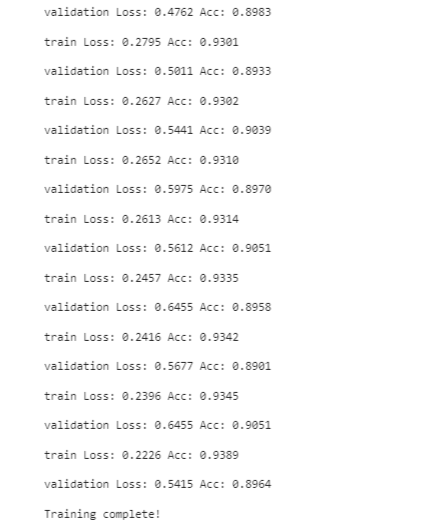 validation Loss: 0.4762 Acc: 0.8983
train Loss: 0.2795 Acc: 0.9301
validation Loss: 0.5011 Acc: 0.8933
train Loss: 0.2627 Acc: 0.9302
validation Loss: 0.5441 Acc: 0.9039
train Loss: 0.2652 Acc: 0.9310
validation Loss: 0.5975 Acc: 0.8970
train Loss: 0.2613 Acc: 0.9314
validation Loss: 0.5612 Acc: 0.9051
train Loss: 0.2457 Acc: 0.9335
validation Loss: 0.6455 Acc: 0.8958
train Loss: 0.2416 Acc: 0.9342
validation Loss: 0.5677 Acc: 0.8901
train Loss: 0.2396 Acc: 0.9345
validation Loss: 0.6455 Acc: 0.9051
train Loss: 0.2226 Acc: 0.9389
validation Loss: 0.5415 Acc: 0.8964
Training complete!